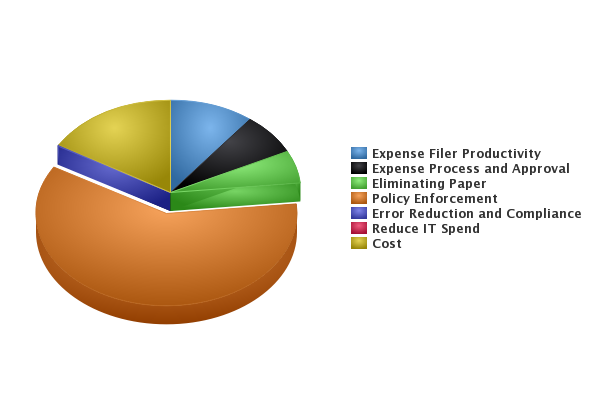 Expense Filer Productivity
Expense Process and Approval
Eliminating Paper
Policy Enforcement
Error Reduction and Compliance
Reduce IT Spend
Cost